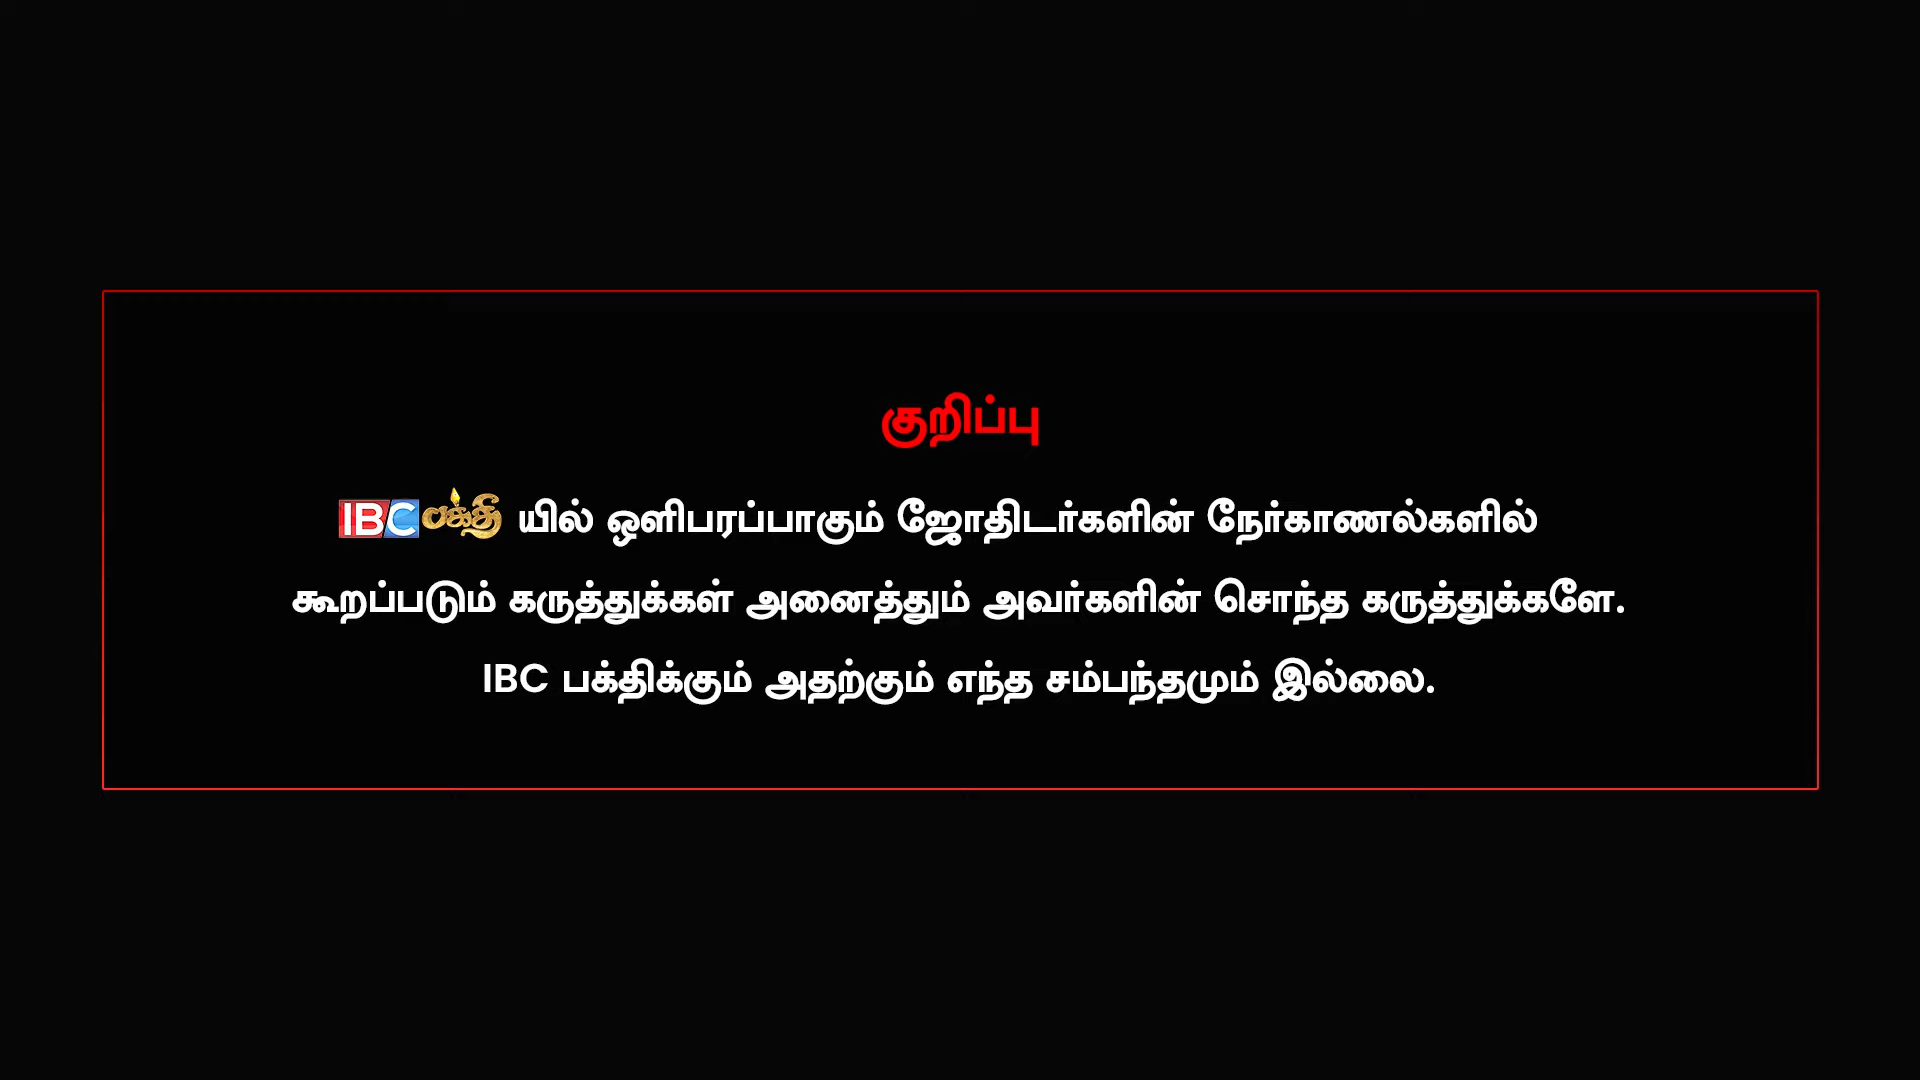 குறிப்பு
IBC பக்தி யில் ஒளிபரப்பாகும் ஜோதிடர்களின் நேர்காணல்களில்
கூறப்படும் கருத்துக்கள் அனைத்தும் அவர்களின் சொந்த கருத்துக்களே.
IBC பக்திக்கும் அதற்கும் எந்த சம்பந்தமும் இல்லை.